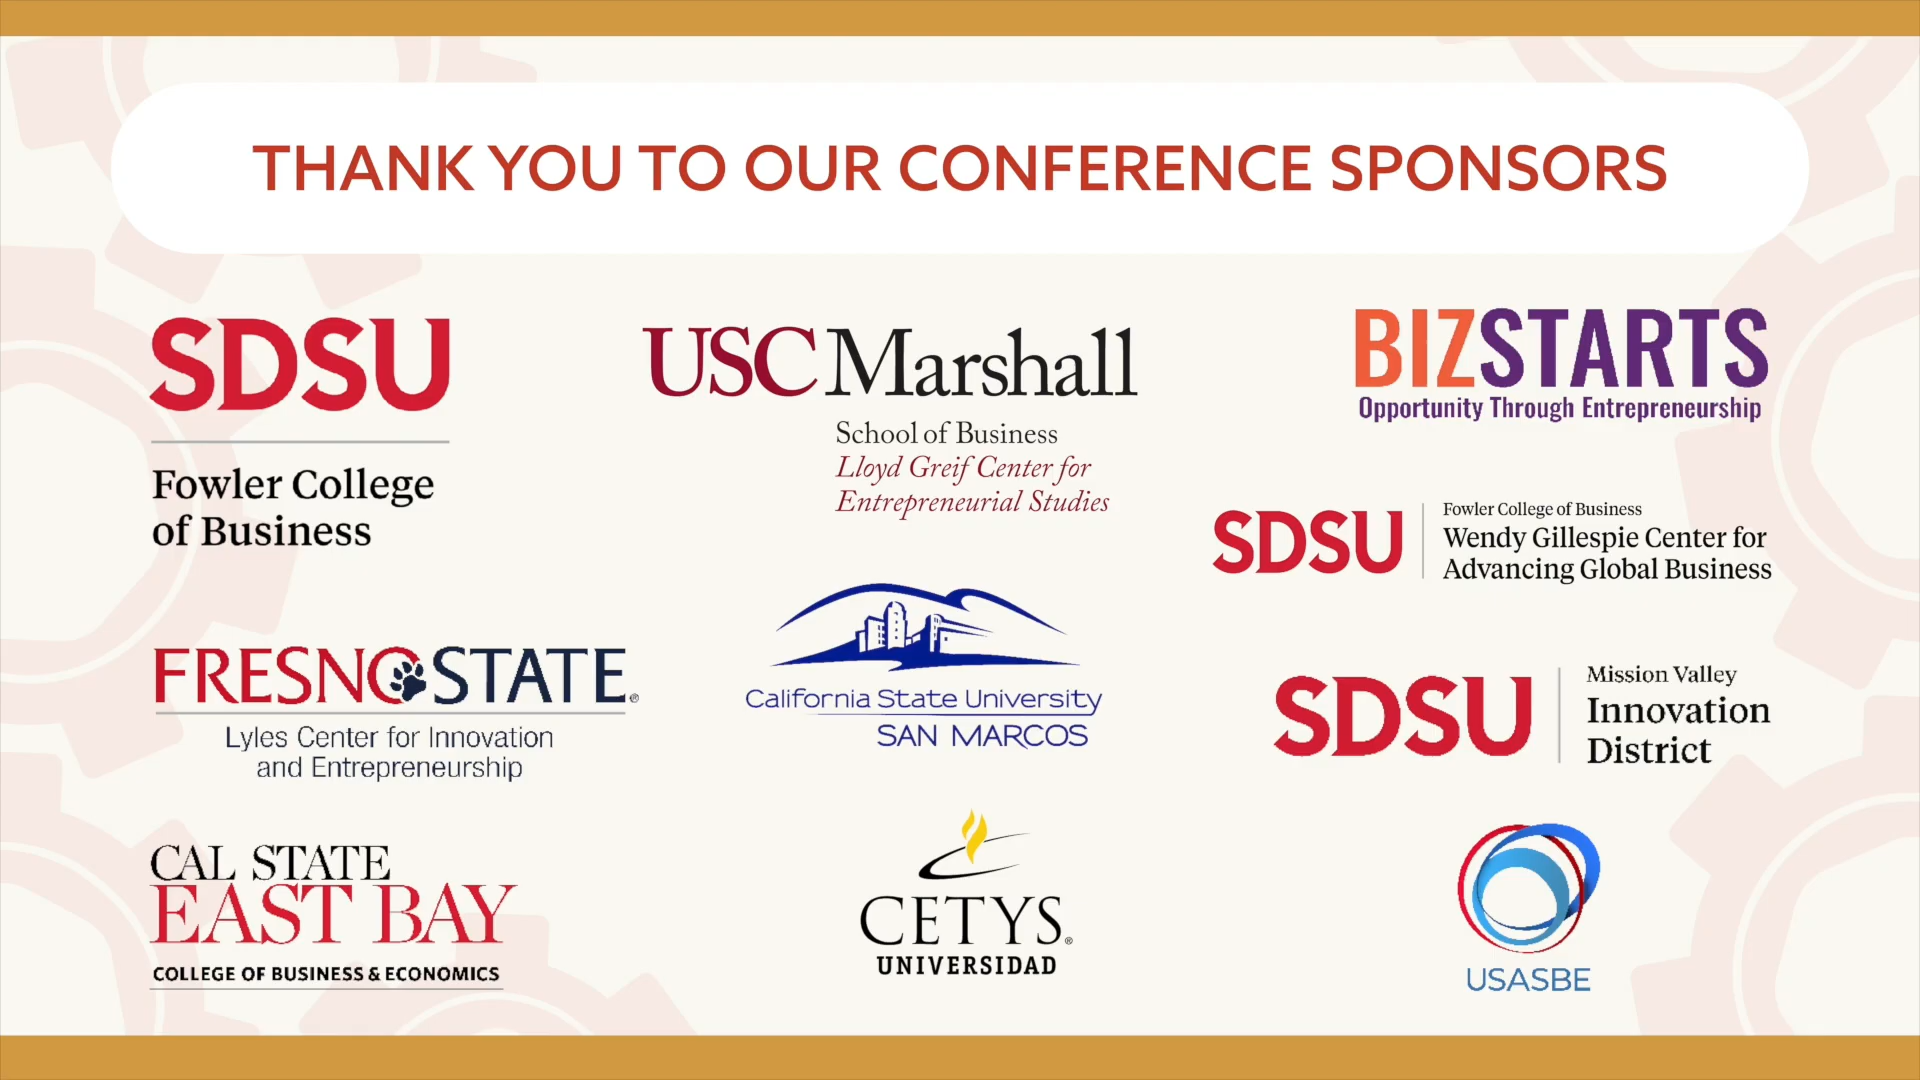 THANK YOU TO OUR CONFERENCE SPONSORS
SDSU
Fowler College
of Business
USC Marshall
School of Business
Lloyd Greif Center for
Entrepreneurial Studies
BIZSTARTS
Opportunity Through Entrepreneurship
SDSU
Fowler College of Business
Wendy Gillespie Center for
Advancing Global Business
FRESNO STATE®
Lyles Center for Innovation
and Entrepreneurship
California State University
SAN MARCOS
SDSU
Mission Valley
Innovation
District
CAL STATE
EAST BAY
COLLEGE OF BUSINESS & ECONOMICS
CETYS®
UNIVERSIDAD
USASBE